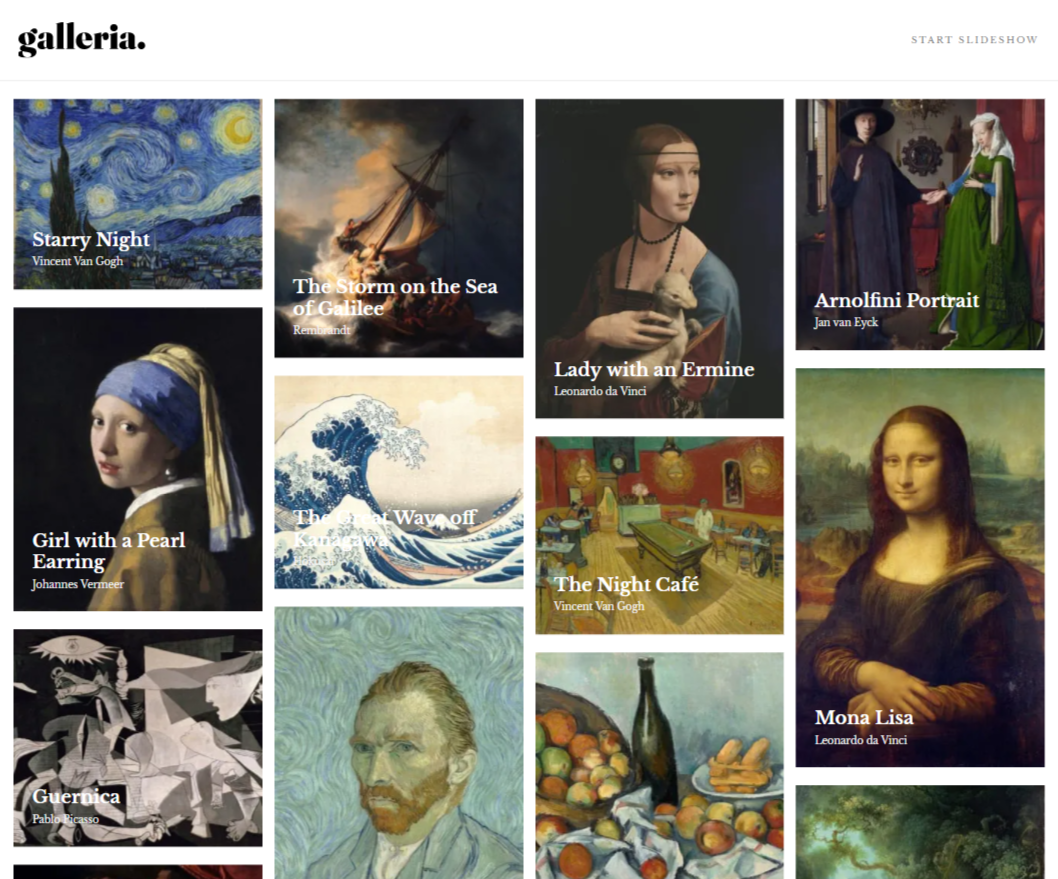 galleria.
START SLIDESHOW
Starry Night
Vincent Van Gogh
The Storm on the Sea
of Galilee
Rembrandt
Lady with an Ermine
Leonardo da Vinci
Arnolfini Portrait
Jan van Eyck
Girl with a Pearl
Earring
Johannes Vermeer
The Great Wave off
Kanagawa
The Night Café
Vincent Van Gogh
Mona Lisa
Leonardo da Vinci
Guernica
Pablo Picasso